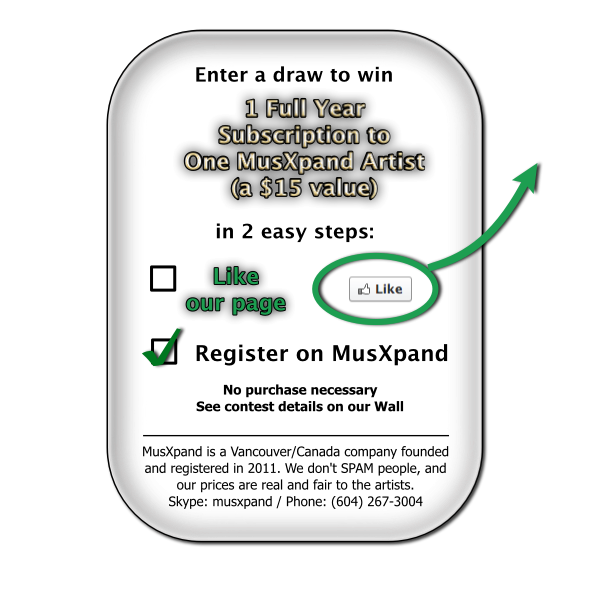 Enter a draw to win
1 Full Year
Subscription to
One MusXpand Artist
(a $15 value)
in 2 easy steps:
Like
our page
Like
Register on MusXpand
No purchase necessary
See contest details on our Wall
MusXpand is a Vancouver/Canada company founded
and registered in 2011. We don't SPAM people, and
our prices are real and fair to the artists.
Skype: musxpand / Phone: (604) 267-3004